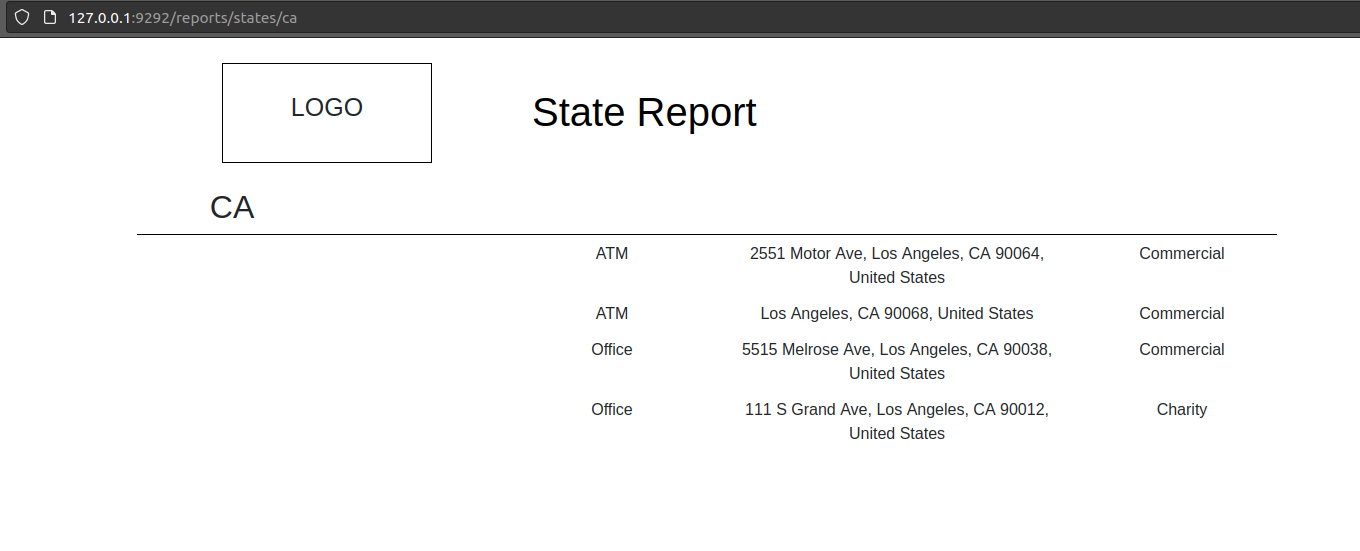 127.0.0.1:9292/reports/states/ca
LOGO
State Report
CA
ATM 2551 Motor Ave, Los Angeles, CA 90064, Commercial
United States
ATM Los Angeles, CA 90068, United States Commercial
Office 5515 Melrose Ave, Los Angeles, CA 90038, Commercial
United States
Office 111 S Grand Ave, Los Angeles, CA 90012, Charity
United States